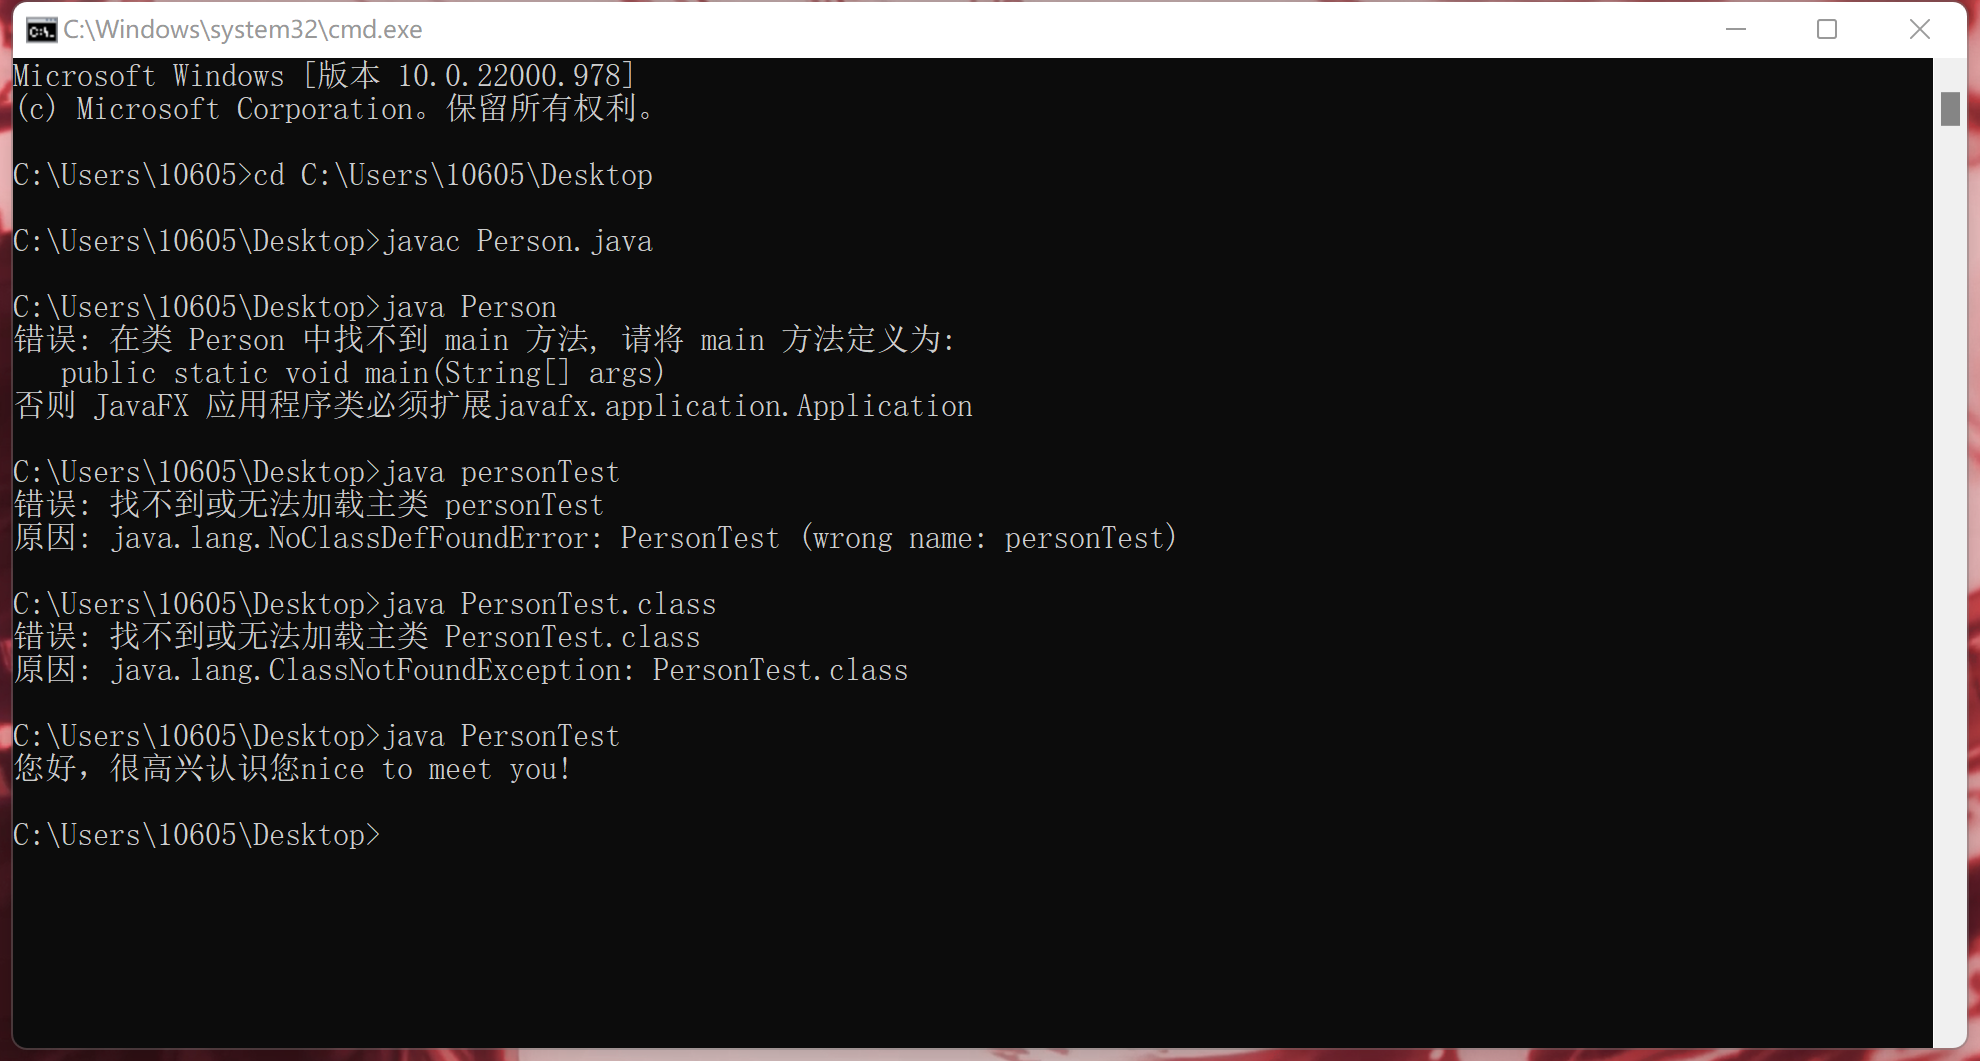 C:\Windows\system32\cmd.exe
Microsoft Windows [版本 10.0.22000.978]
(c) Microsoft Corporation。保留所有权利。
C:\Users\10605>cd C:\Users\10605\Desktop
C:\Users\10605\Desktop>javac Person.java
C:\Users\10605\Desktop>java Person
错误: 在类 Person 中找不到 main 方法, 请将 main 方法定义为:
   public static void main(String[] args)
否则 JavaFX 应用程序类必须扩展javafx.application.Application
C:\Users\10605\Desktop>java personTest
错误: 找不到或无法加载主类 personTest
原因: java.lang.NoClassDefFoundError: PersonTest (wrong name: personTest)
C:\Users\10605\Desktop>java PersonTest.class
错误: 找不到或无法加载主类 PersonTest.class
原因: java.lang.ClassNotFoundException: PersonTest.class
C:\Users\10605\Desktop>java PersonTest
您好，很高兴认识您nice to meet you!
C:\Users\10605\Desktop>